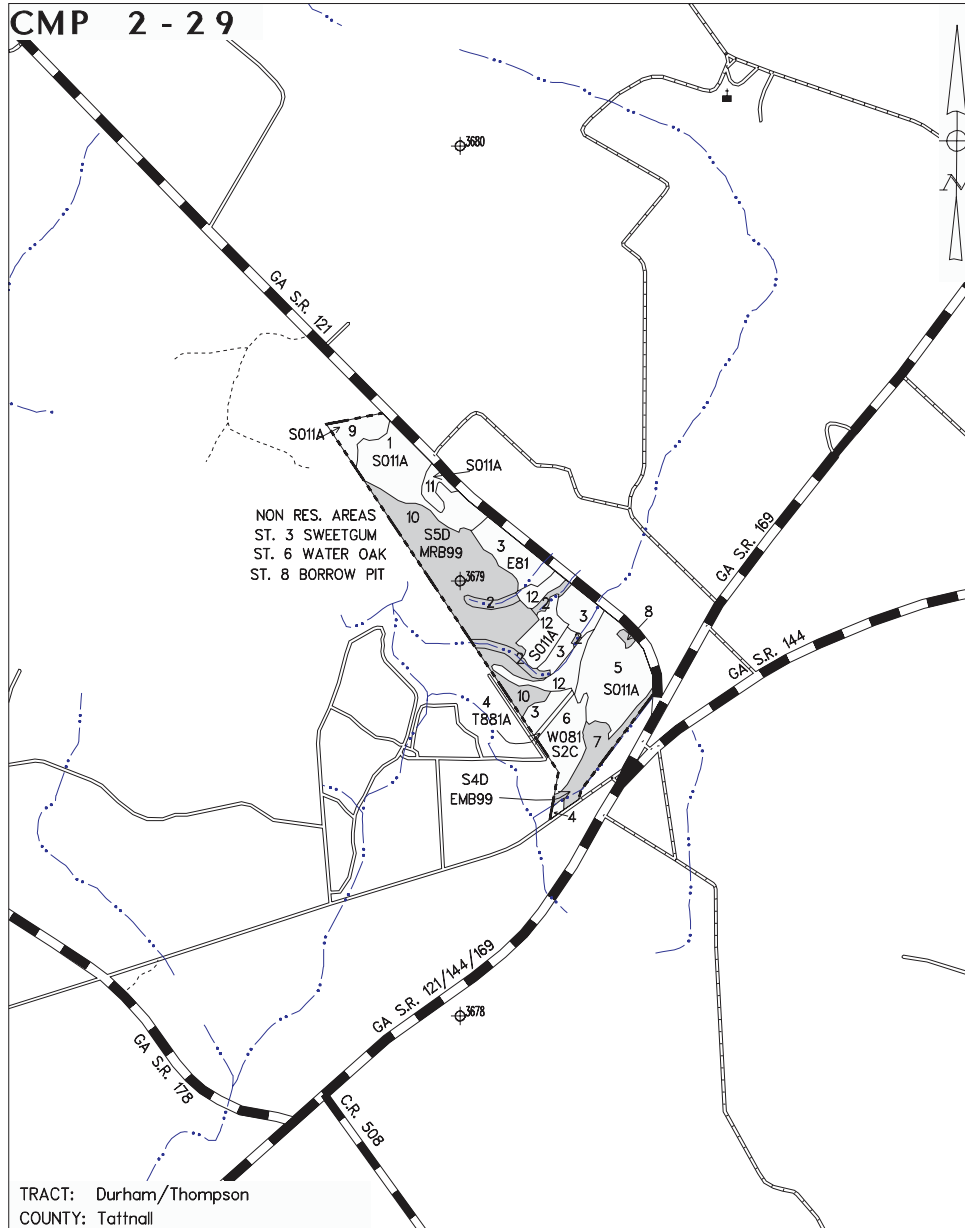 CMP 2-29
3680
N
GA S.R. 121
S011A
9
1
S011A
S011A
11
NON RES. AREAS
ST. 3 SWEETGUM
ST. 6 WATER OAK
ST. 8 BORROW PIT
10
S5D
MRB99
3
E81
GA S.R. 169
3679
2
12
2
12
S011A
3
2
3
8
2
5
S011A
GA S.R. 144
12
10
4
T881A
3
6
W081
S2C
7
S4D
EMB99
4
GA S.R. 121/144/169
3678
GA S.R. 178
C.R. 508
TRACT: Durham/Thompson
COUNTY: Tattnall